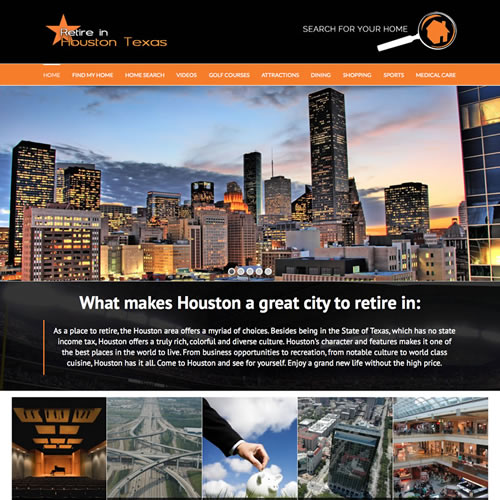 Retire in
Houston Texas
SEARCH FOR YOUR HOME
HOME FIND MY HOME HOME SEARCH VIDEOS GOLF COURSES ATTRACTIONS DINING SHOPPING SPORTS MEDICAL CARE
What makes Houston a great city to retire in:
As a place to retire, the Houston area offers a myriad of choices. Besides being in the State of Texas, which has no state
income tax, Houston offers a truly rich, colorful and diverse culture. Houston's character and features makes it one of
the best places in the world to live. From business opportunities to recreation, from notable culture to world class
cuisine, Houston has it all. Come to Houston and see for yourself. Enjoy a grand new life without the high price.